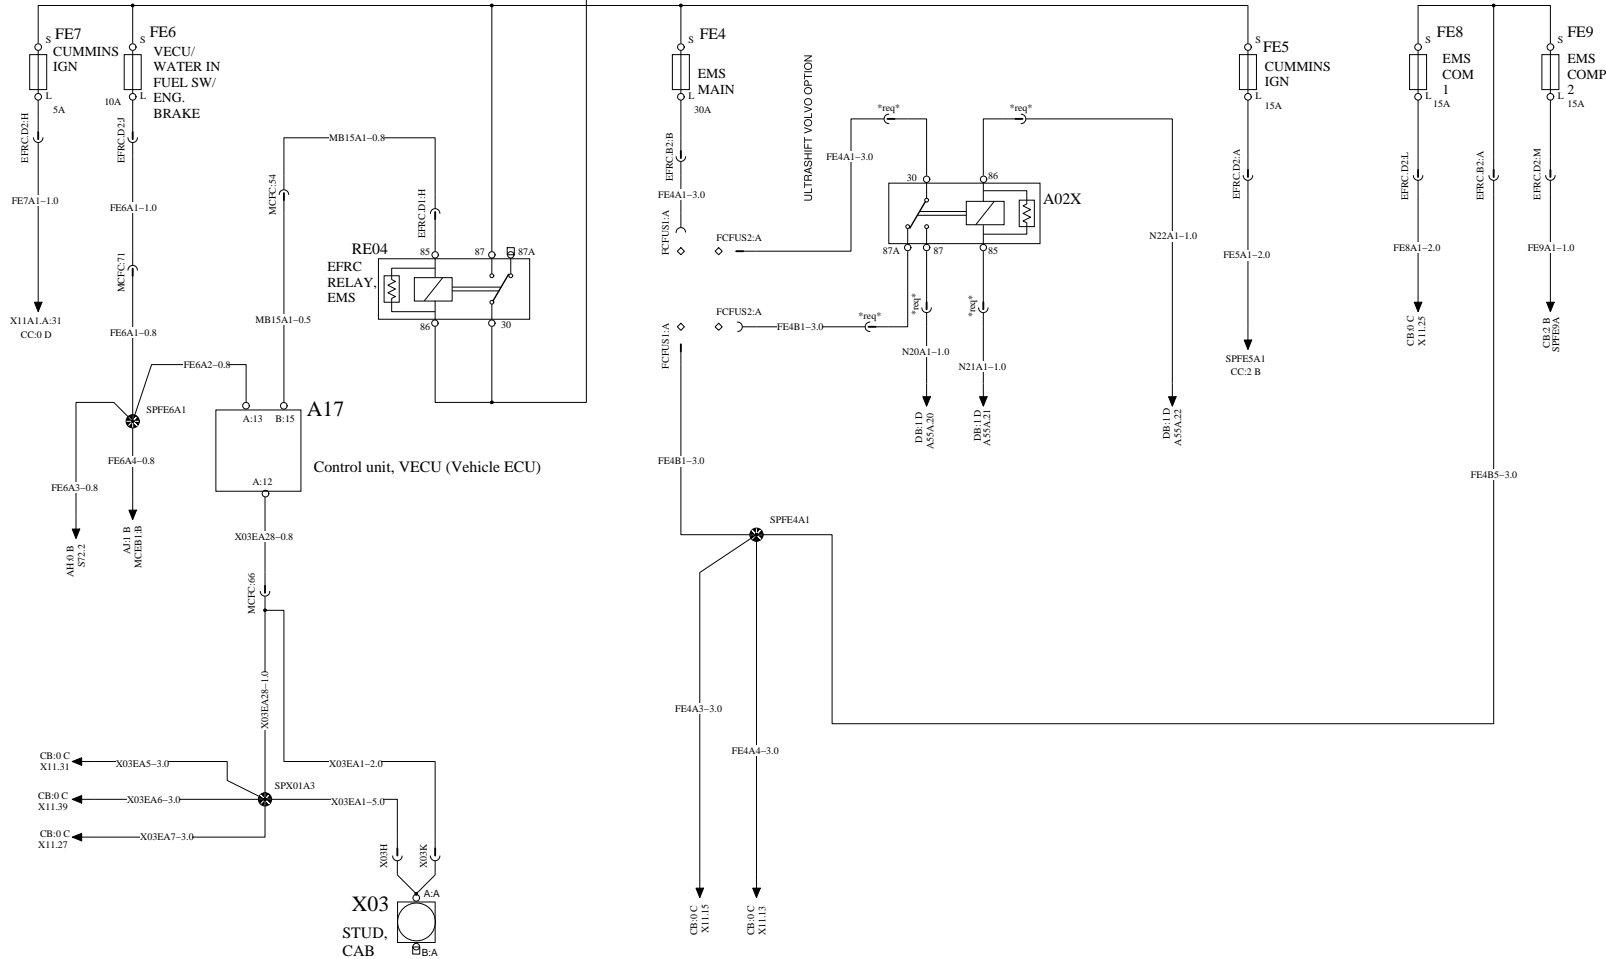 S FE7
CUMMINS
IGN
L
5A
EFRC.D2:H
FE7A1-1.0
X11A1.A:31
CC:0 D
S FE6
VECU/
WATER IN
FUEL SW/
ENG.
BRAKE
10A L
EFRC.D2:J
FE6A1-1.0
MCFC:71
FE6A1-0.8
FE6A2-0.8
SPFE6A1
FE6A4-0.8
FE6A3-0.8
AH:0 B
S72.2
AJ:1 B
MCEB1:B
MB15A1-0.8
MCFC:54
EFRC.D1:H
MB15A1-0.5
RE04
EFRC
RELAY,
EMS
85
87
87A
86
30
A:13 B:15 A17
Control unit, VECU (Vehicle ECU)
A:12
X03EA28-0.8
MCFC:66
X03EA28-1.0
CB:0 C
X11.31
X03EA5-3.0
X03EA1-2.0
SPX01A3
CB:0 C
X11.39
X03EA6-3.0
X03EA1-5.0
CB:0 C
X11.27
X03EA7-3.0
X03H
X03K
X03
A:A
STUD,
CAB
B:A
S FE4
EMS
MAIN
L
30A
EFRC.B2:B
FE4A1-3.0
FCFUS1:A
FCFUS2:A
ULTRASHIFT VOLVO OPTION
*req*
*req*
FE4A1-3.0
30
86
A02X
87A
87
85
FCFUS1:A
FCFUS2:A
FE4B1-3.0
*req*
*req*
*req*
N20A1-1.0
N21A1-1.0
N22A1-1.0
DB:1 D
A55A.20
DB:1 D
A55A.21
DB:1 D
A55A.22
FE4B1-3.0
SPFE4A1
FE4A3-3.0
FE4A4-3.0
CB:0 C
X11.15
CB:0 C
X11.13
S FE5
CUMMINS
IGN
L
15A
EFRC.D2:A
FE5A1-2.0
SPFE5A1
CC:2 B
S FE8
EMS
COM
1
L
15A
EFRC.D2:L
FE8A1-2.0
CB:0 C
X11.25
EFRC.B2:A
FE4B5-3.0
S FE9
EMS
COMP
2
L
15A
EFRC.D2:M
FE9A1-1.0
CB:2 B
SPFE9A